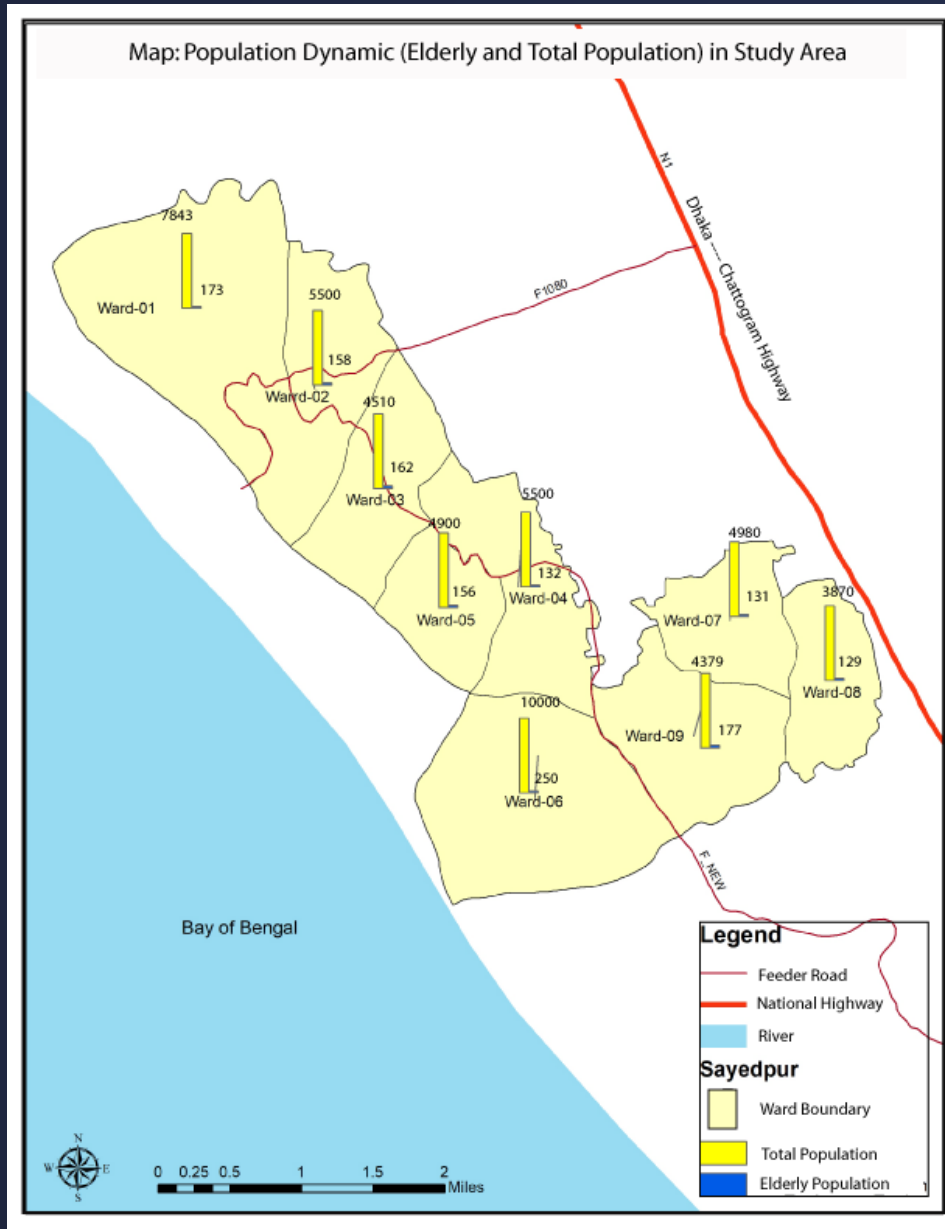 Map: Population Dynamic (Elderly and Total Population) in Study Area
N1
Dhaka ---- Chattogram Highway
F1080
7843
173
Ward-01
5500
158
Warrd-02
4510
162
Ward-03
5500
132
Ward-04
4900
156
Ward-05
4980
131
Ward-07
3870
129
Ward-08
4379
177
Ward-09
10000
250
Ward-06
F_NEW
Bay of Bengal
Legend
Feeder Road
National Highway
River
Sayedpur
Ward Boundary
Total Population
Elderly Population
N
W E
S
0 0.25 0.5 1 1.5 2
Miles